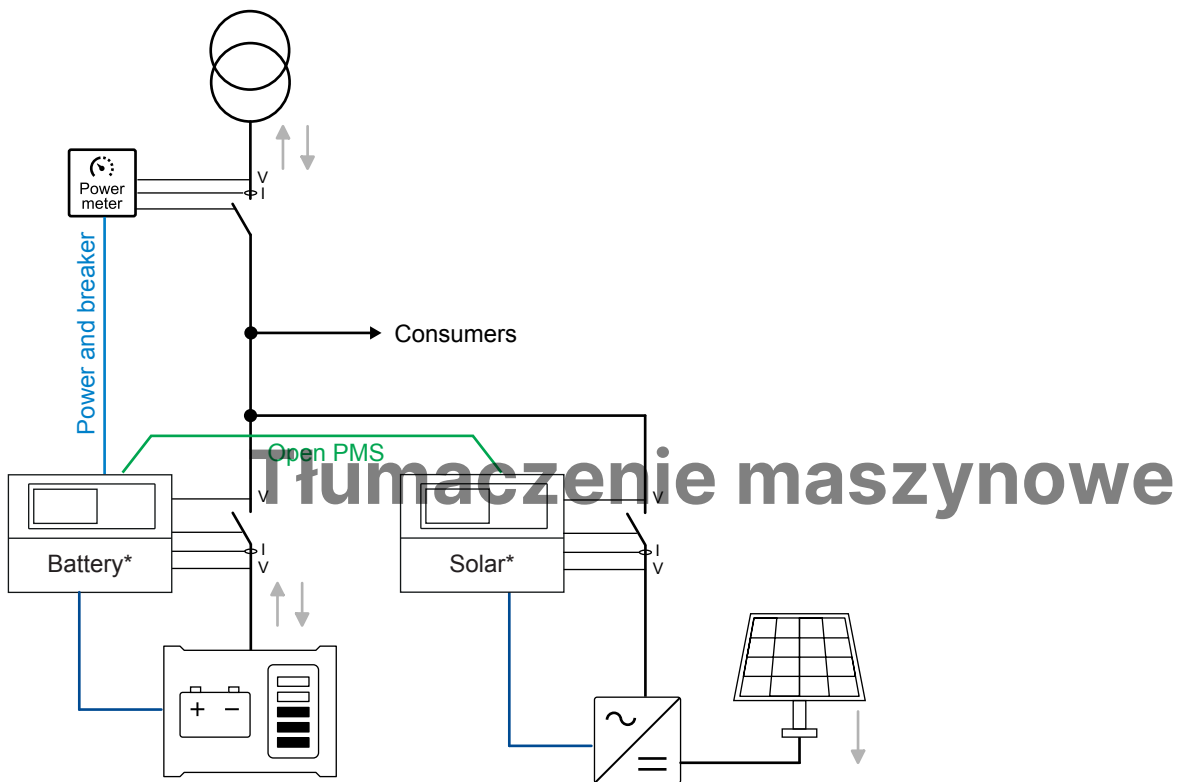 V
I
Power
meter
Power and breaker
Consumers
Open PMS
Tłumaczenie maszynowe
V
V
Battery*
I
V
Solar*
I
V
+ −